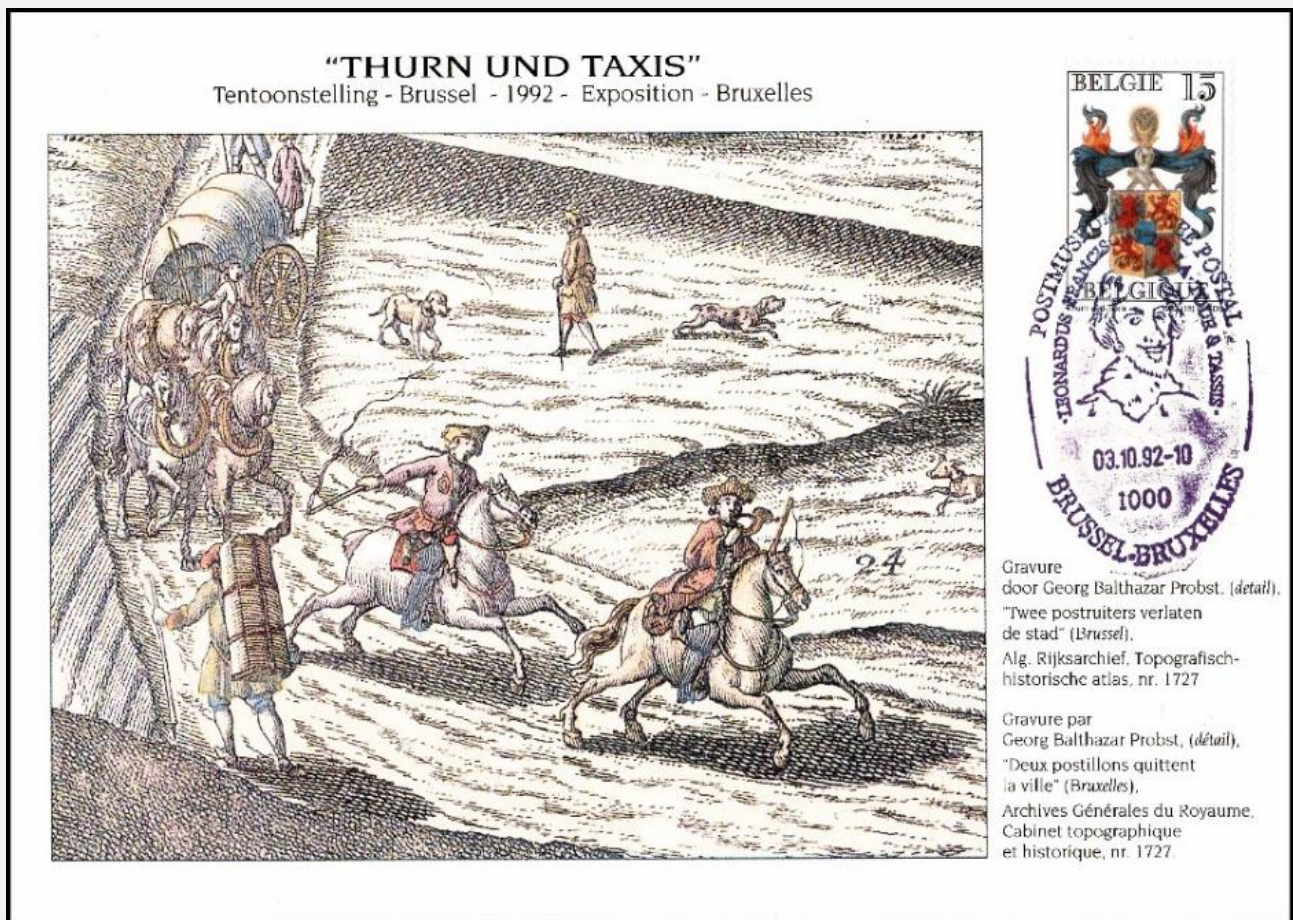 "THURN UND TAXIS"
Tentoonstelling - Brussel - 1992 - Exposition - Bruxelles
BELGIE 15
BELGIQUE
POSTAL
·LEONARDUS
& TASSIS·
03.10.92-10
1000
BRUSSEL-BRUXELLES
24
Gravure
door Georg Balthazar Probst. (detail),
"Twee postruiters verlaten
de stad" (Brussel),
Alg. Rijksarchief, Topografisch-
historische atlas, nr. 1727
Gravure par
Georg Balthazar Probst, (détail),
"Deux postillons quittent
la ville" (Bruxelles),
Archives Générales du Royaume,
Cabinet topographique
et historique, nr. 1727.